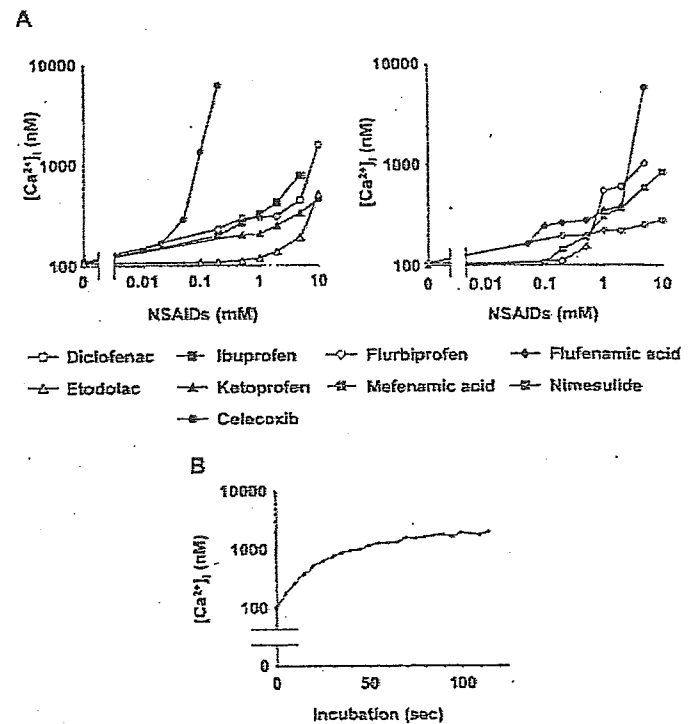 A
10000
1000
100
[Ca²⁺]ᵢ (nM)
0 0.01 0.1 1 10
NSAIDs (mM)
10000
1000
100
[Ca²⁺]ᵢ (nM)
0 0.01 0.1 1 10
NSAIDs (mM)
Diclofenac Ibuprofen Flurbiprofen Flufenamic acid
Etodolac Ketoprofen Mefenamic acid Nimesulide
Celecoxib
B
10000
1000
100
0
[Ca²⁺]ᵢ (nM)
0 50 100
Incubation (sec)